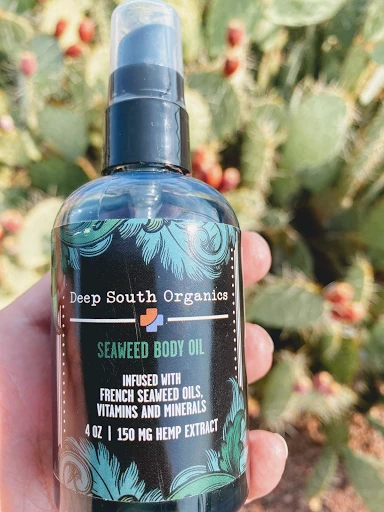 Deep South Organics
SEAWEED BODY OIL
INFUSED WITH
FRENCH SEAWEED OILS,
VITAMINS AND MINERALS
4 OZ | 150 MG HEMP EXTRACT